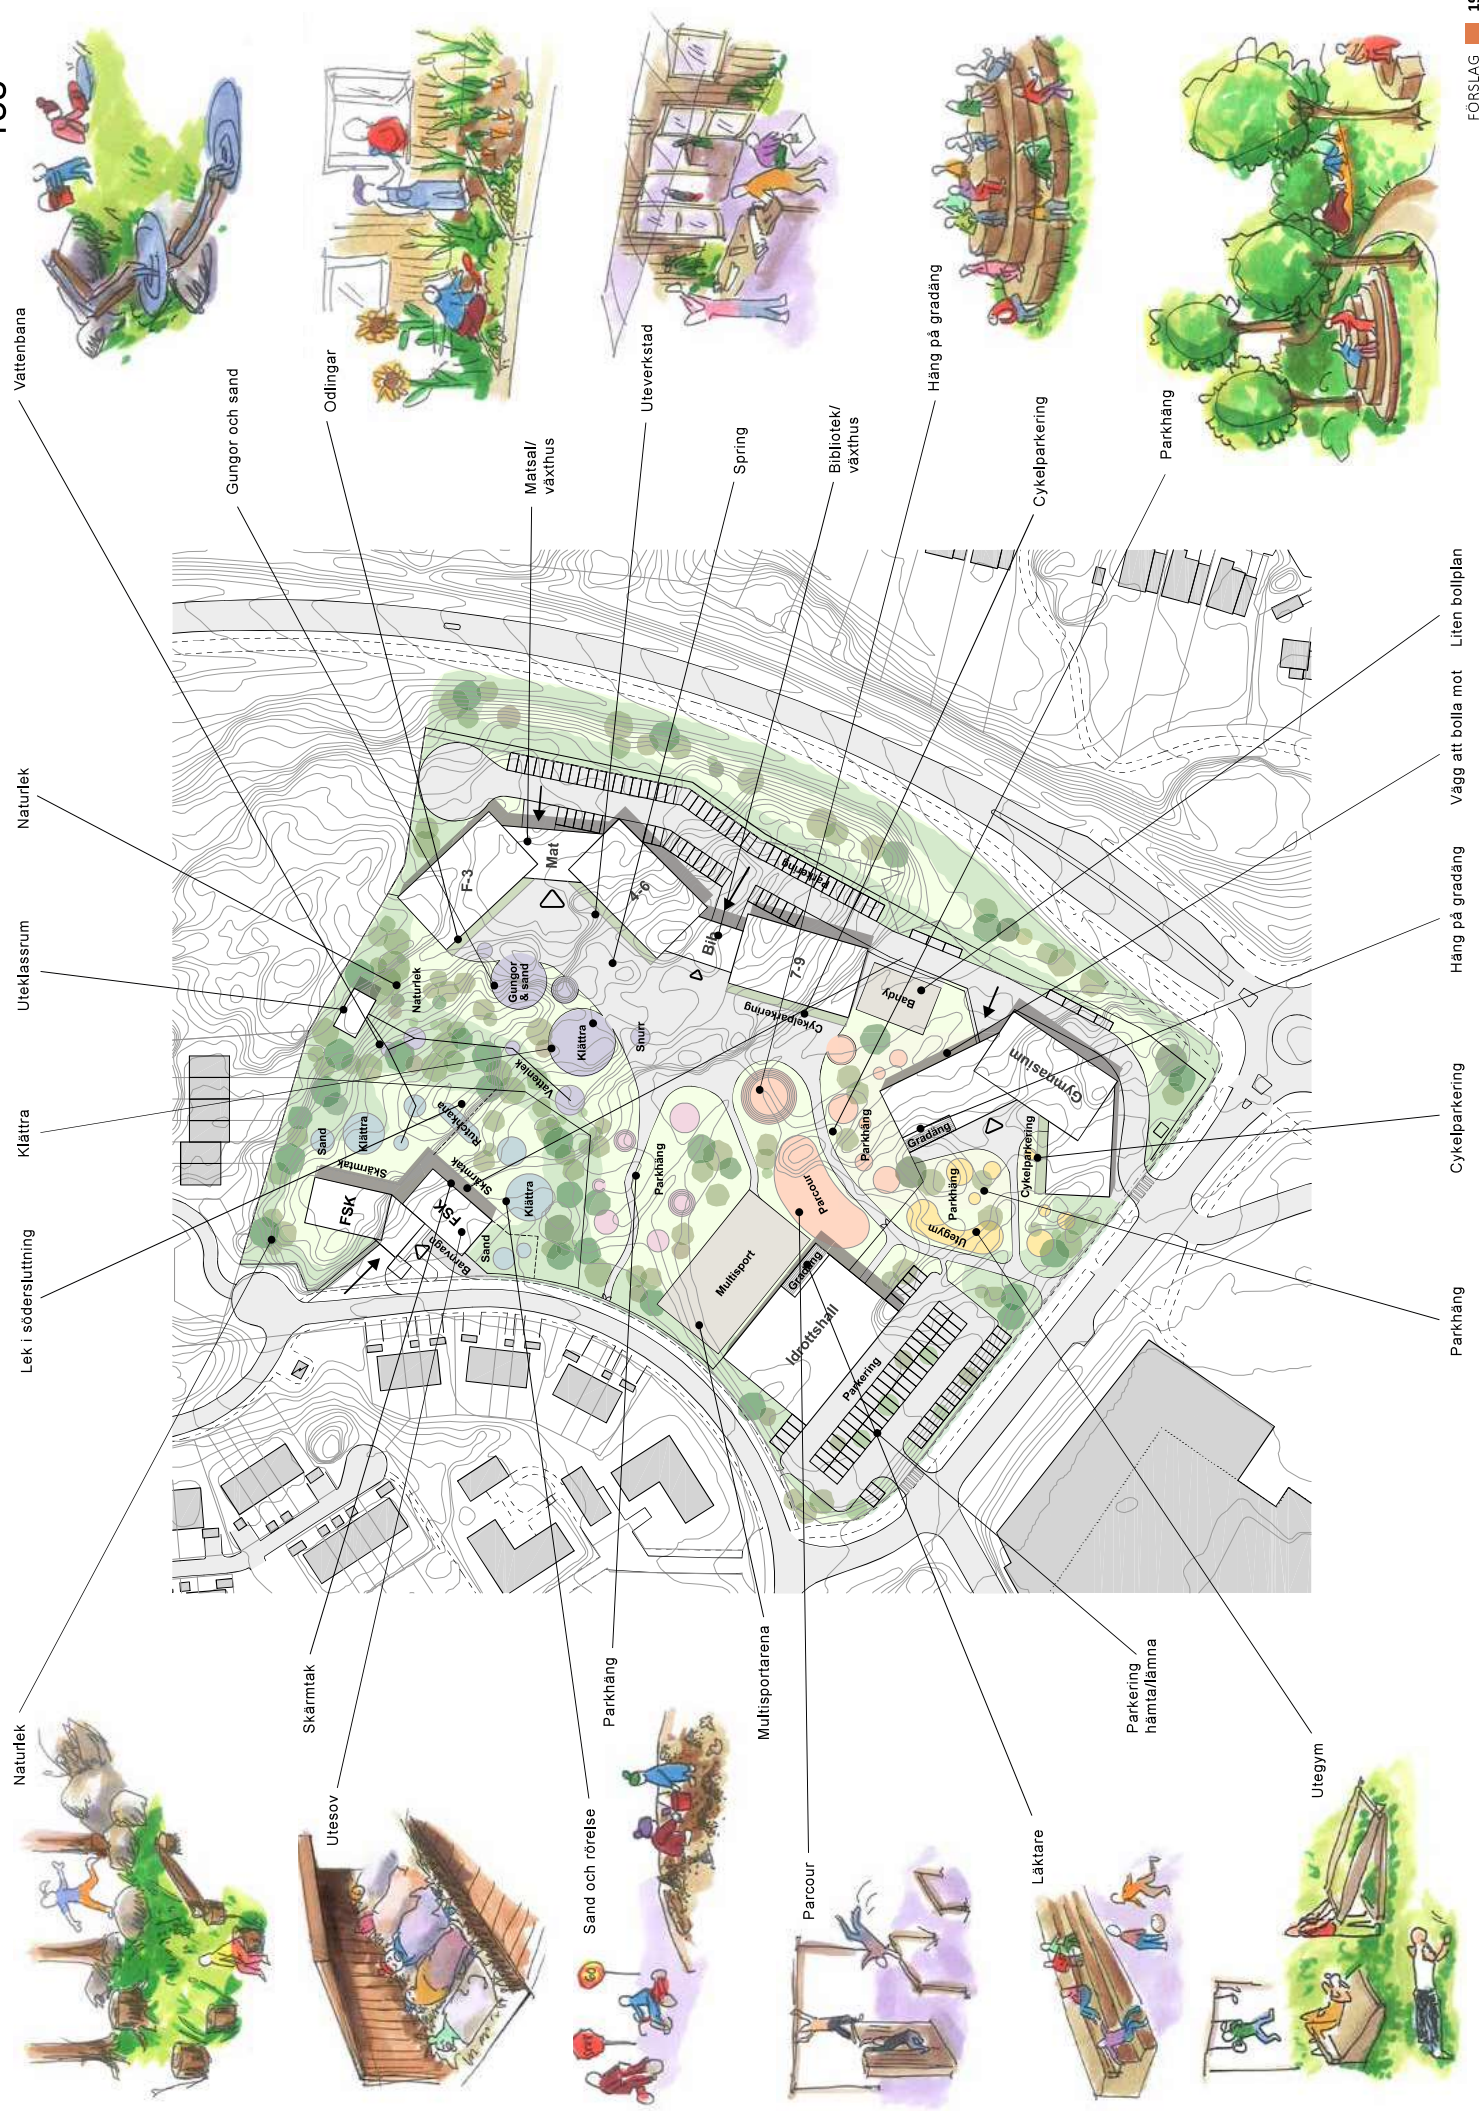 Naturlek
Lek i södersluttning
Klättra
Uteklassrum
Naturlek
Vattenbana
Gungor och sand
Odlingar
Matsal/
växthus
Uteverkstad
Spring
Bibliotek/
växthus
Häng på gradäng
Cykelparkering
Parkhäng
Skärmtak
Utesov
Sand och rörelse
Parkhäng
Multisportarena
Parcour
Läktare
Parkering
hämta/lämna
Utegym
Parkhäng
Cykelparkering
Häng på gradäng
Vägg att bolla mot
Liten bollplan
FSK
FSK
Barnvagn
Skärmtak
Skärmtak
Sand
Klättra
Sand
Klättra
Rutchkana
Vattenlek
Naturlek
Gungor
& sand
Klättra
Snurr
F-3
Mat
4-6
Bib
7-9
Parkering
Cykelparkering
Bandy
Parkhäng
Parkhäng
Multisport
Parcour
Gradäng
Idrottshall
Parkering
Gradäng
Gymnasium
Cykelparkering
Parkhäng
Utegym
FÖRSLAG